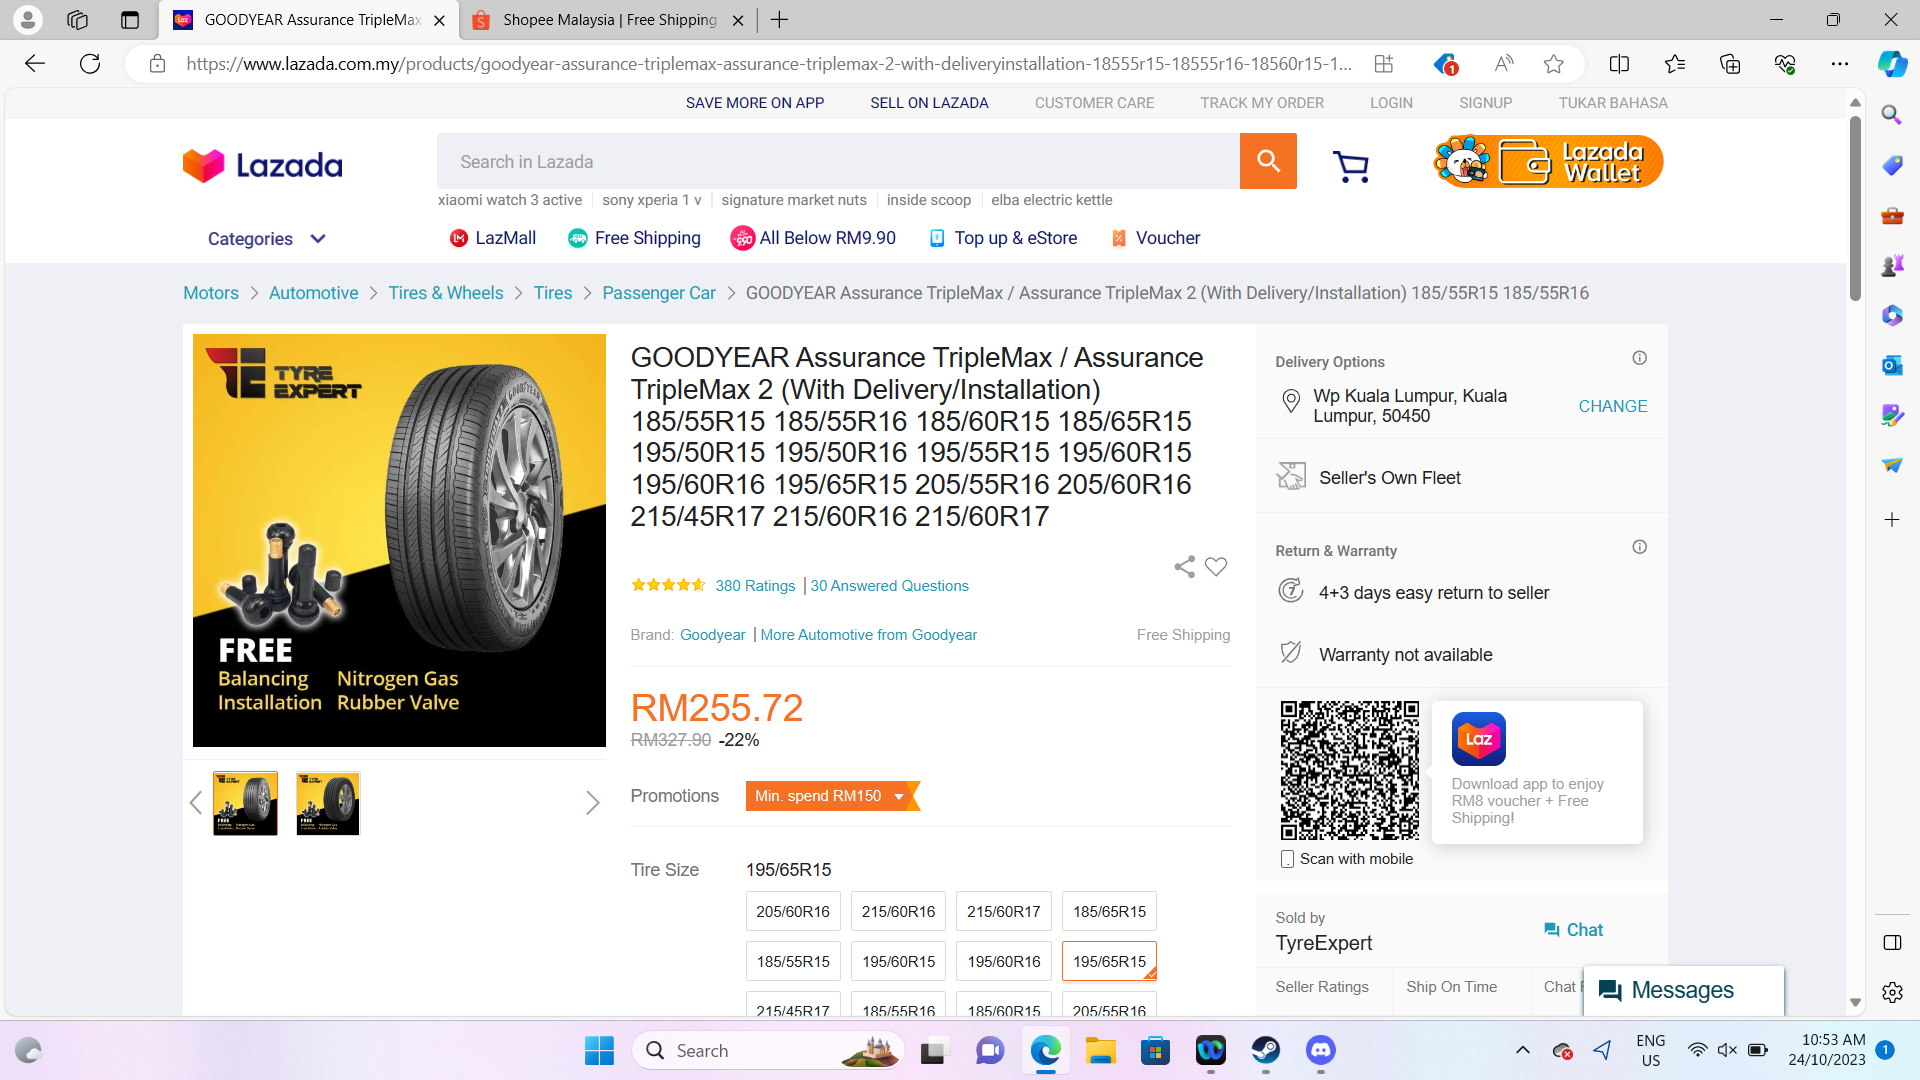 GOODYEAR Assurance TripleMax
Shopee Malaysia | Free Shipping
https://www.lazada.com.my/products/goodyear-assurance-triplemax-assurance-triplemax-2-with-deliveryinstallation-18555r15-18555r16-18560r15-1...
1
SAVE MORE ON APP
SELL ON LAZADA
CUSTOMER CARE
TRACK MY ORDER
LOGIN
SIGNUP
TUKAR BAHASA
Lazada
Search in Lazada
Lazada
Wallet
xiaomi watch 3 active
sony xperia 1 v
signature market nuts
inside scoop
elba electric kettle
Categories
LazMall
Free Shipping
All Below RM9.90
Top up & eStore
Voucher
Motors
Automotive
Tires & Wheels
Tires
Passenger Car
GOODYEAR Assurance TripleMax / Assurance TripleMax 2 (With Delivery/Installation) 185/55R15 185/55R16
TYRE
EXPERT
FREE
Balancing Nitrogen Gas
Installation Rubber Valve
GOODYEAR Assurance TripleMax / Assurance
TripleMax 2 (With Delivery/Installation)
185/55R15 185/55R16 185/60R15 185/65R15
195/50R15 195/50R16 195/55R15 195/60R15
195/60R16 195/65R15 205/55R16 205/60R16
215/45R17 215/60R16 215/60R17
380 Ratings | 30 Answered Questions
Brand: Goodyear | More Automotive from Goodyear
Free Shipping
RM255.72
RM327.90 -22%
Promotions
Min. spend RM150
Tire Size
195/65R15
205/60R16 215/60R16 215/60R17 185/65R15
185/55R15 195/60R15 195/60R16 195/65R15
215/45R17 185/55R16 185/60R15 205/55R16
Delivery Options
Wp Kuala Lumpur, Kuala
Lumpur, 50450
CHANGE
Seller's Own Fleet
Return & Warranty
7
4+3 days easy return to seller
Warranty not available
Laz
Download app to enjoy
RM8 voucher + Free
Shipping!
Scan with mobile
Sold by
TyreExpert
Chat
Seller Ratings
Ship On Time
Messages
Search
ENG
US
10:53 AM
24/10/2023
1